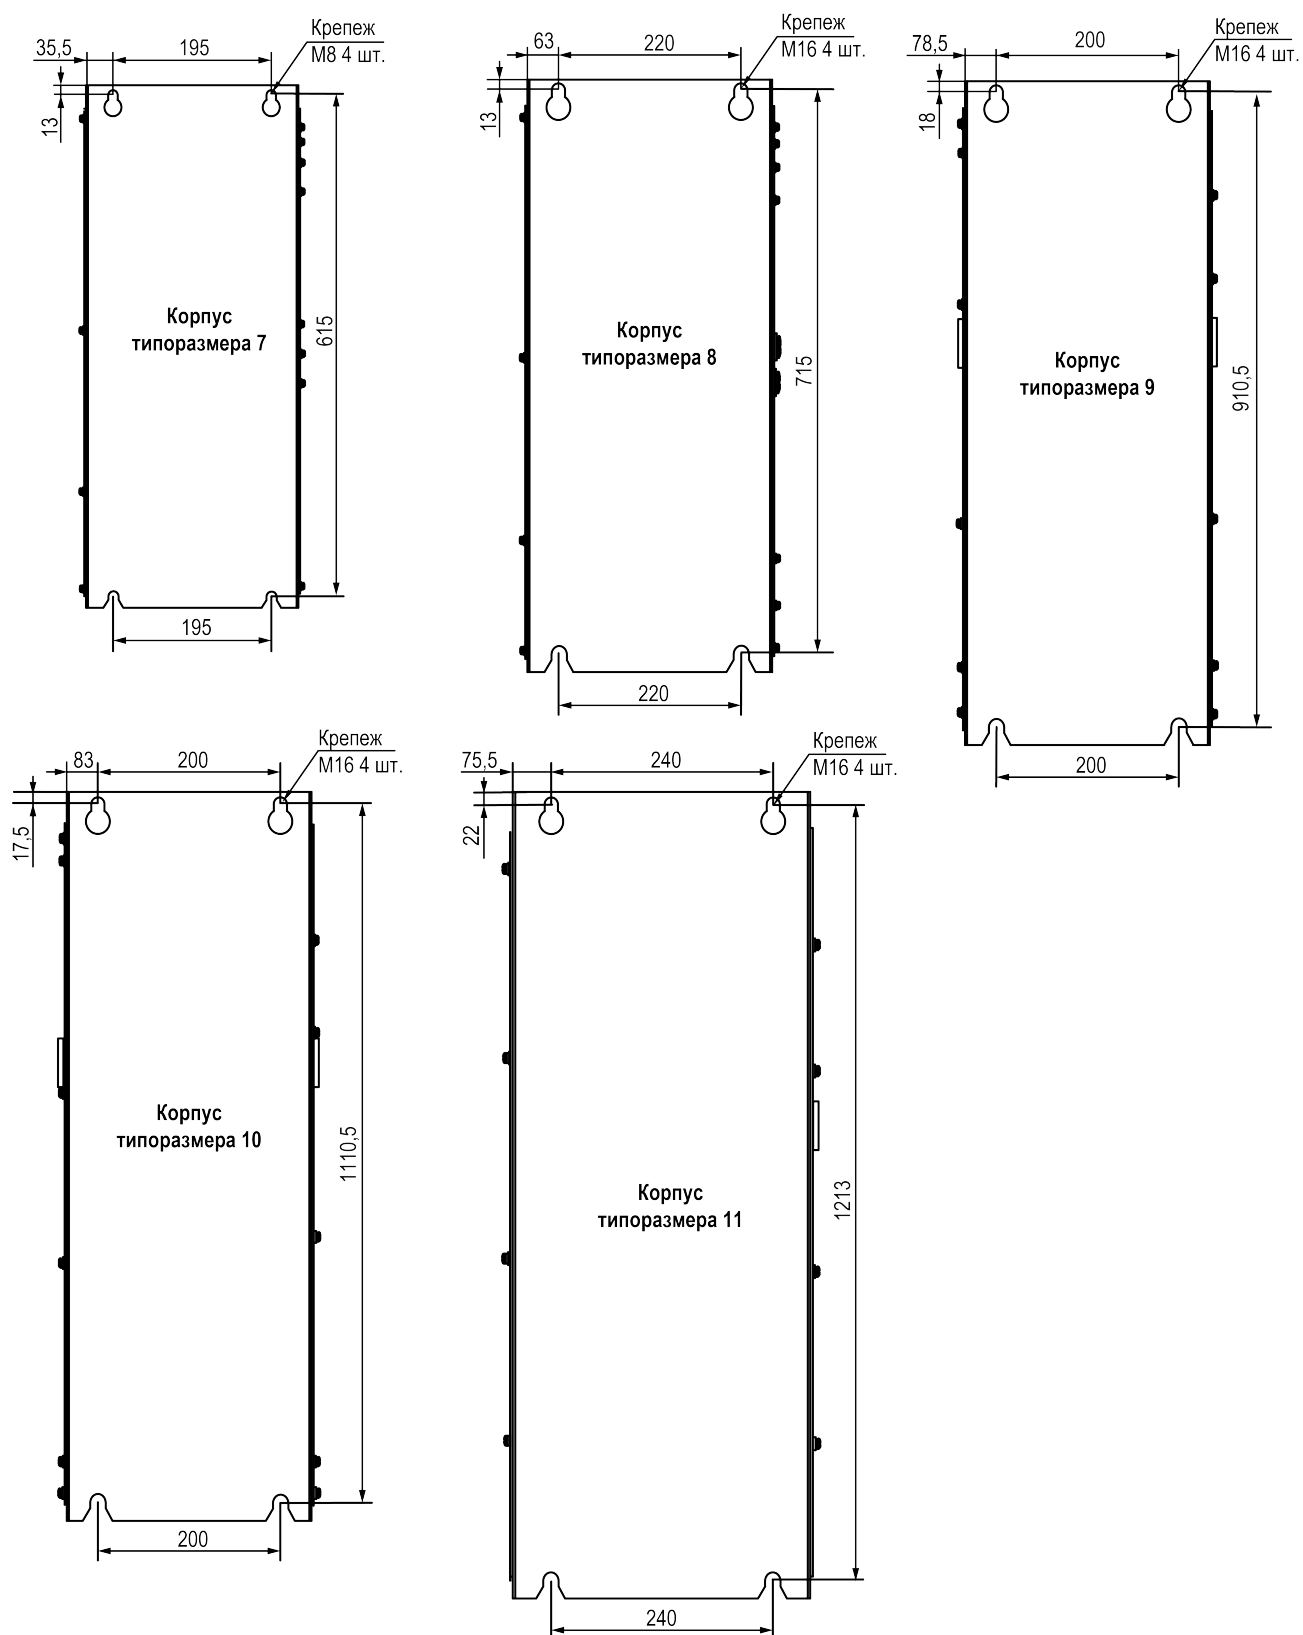 35,5
195
Крепеж
М8 4 шт.
13
615
Корпус
типоразмера 7
195
63
220
Крепеж
М16 4 шт.
13
715
Корпус
типоразмера 8
220
78,5
200
Крепеж
М16 4 шт.
18
910,5
Корпус
типоразмера 9
200
83
200
Крепеж
М16 4 шт.
17,5
1110,5
Корпус
типоразмера 10
200
75,5
240
Крепеж
М16 4 шт.
22
1213
Корпус
типоразмера 11
240